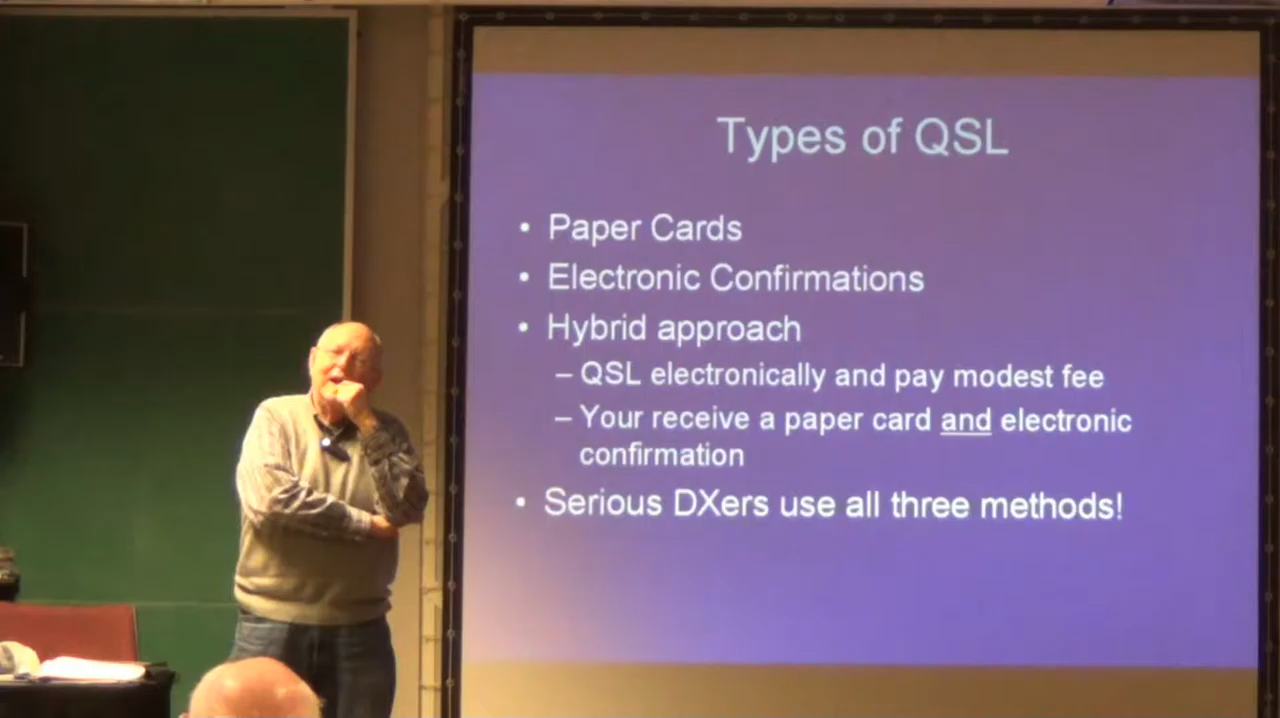 Types of QSL
• Paper Cards
• Electronic Confirmations
• Hybrid approach
– QSL electronically and pay modest fee
– Your receive a paper card and electronic
confirmation
• Serious DXers use all three methods!